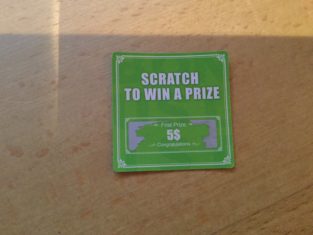 SCRATCH
TO WIN A PRIZE
First Prize
5$
Congratulations